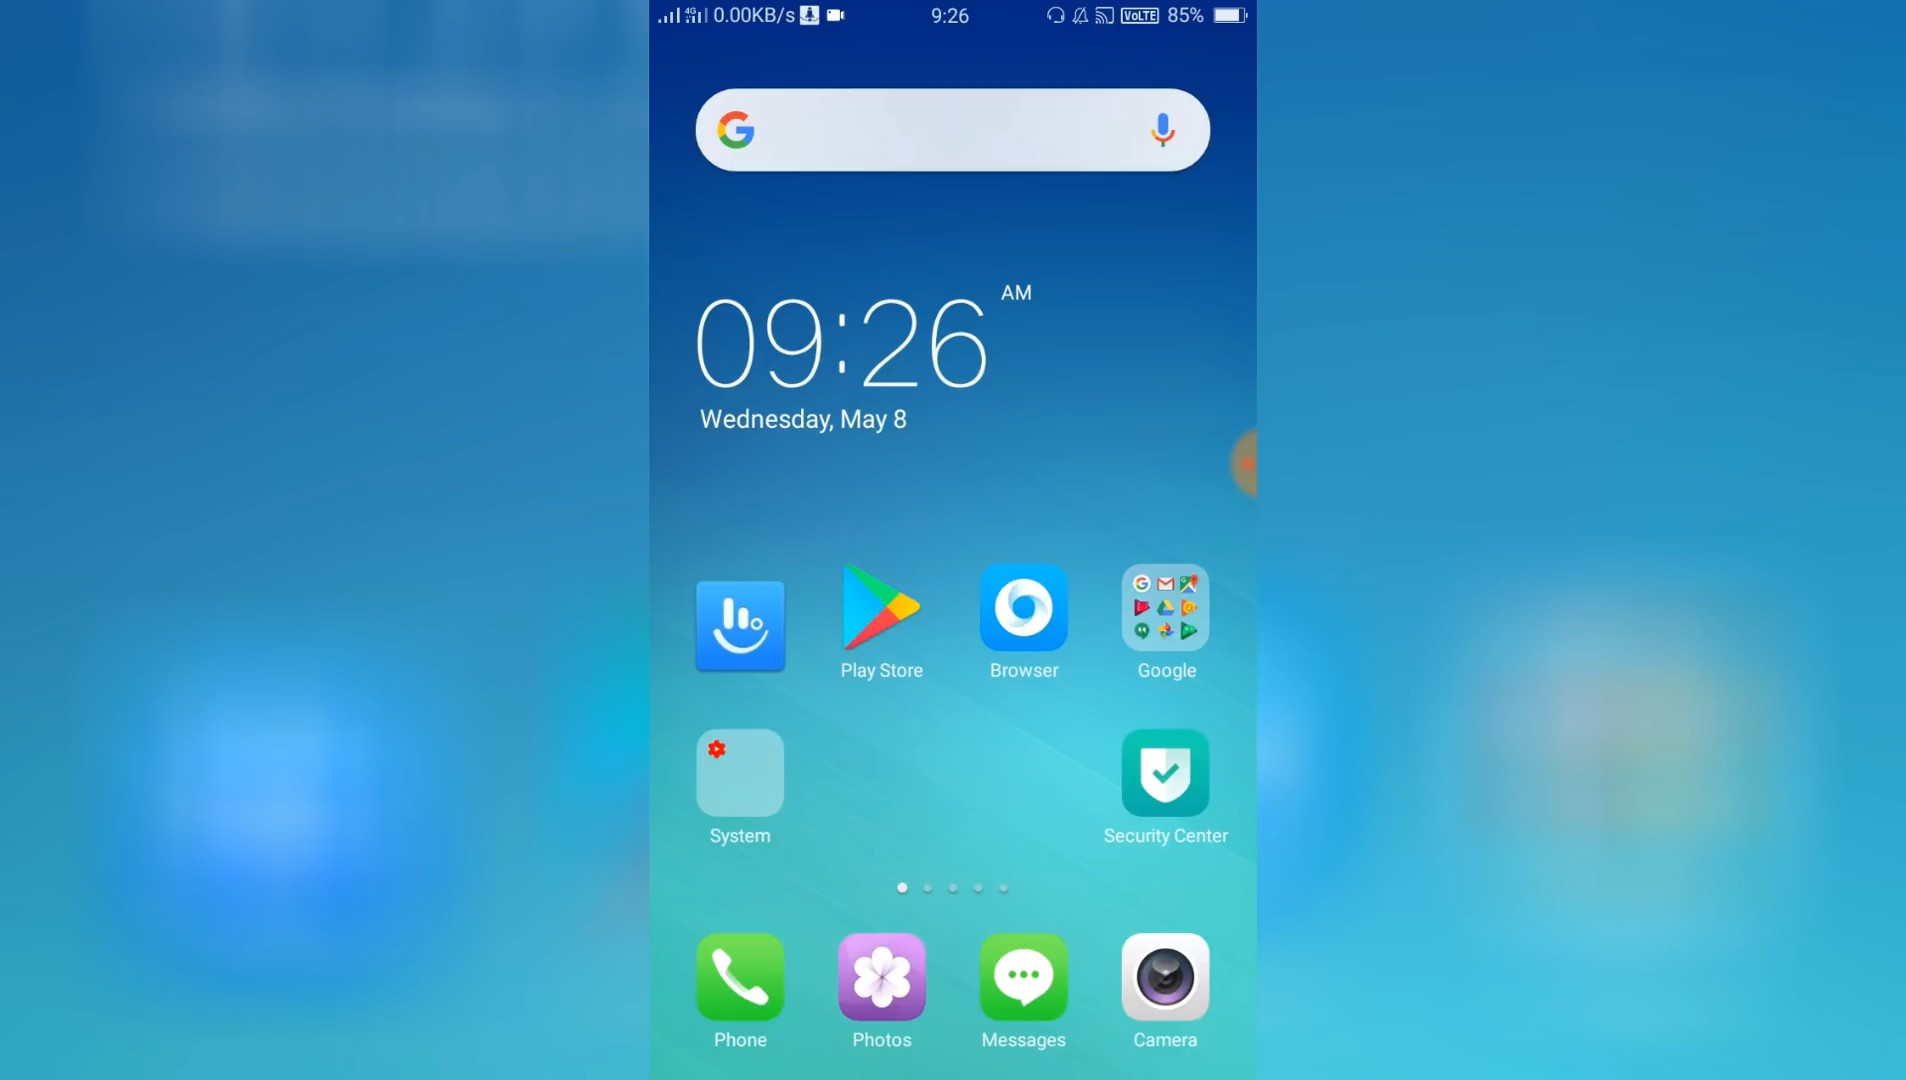 4G 0.00KB/s 9:26 VoLTE 85%
09:26 AM
Wednesday, May 8
Play Store Browser Google
System Security Center
Phone Photos Messages Camera